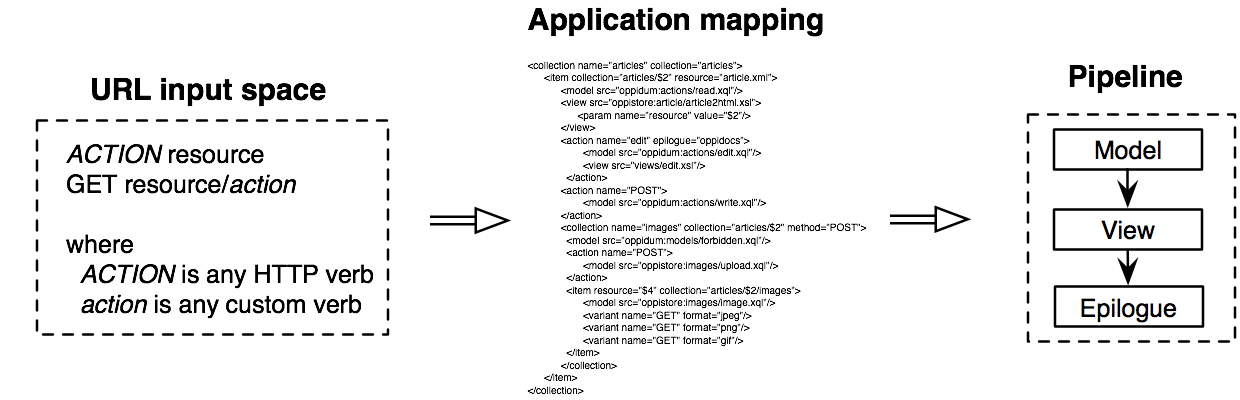 URL input space
ACTION resource
GET resource/action
where
ACTION is any HTTP verb
action is any custom verb
Application mapping
<collection name="articles" collection="articles">
<item collection="articles/$2" resource="article.xml">
<model src="oppidum:actions/read.xql"/>
<view src="oppistore:article/article2html.xsl">
<param name="resource" value="$2"/>
</view>
<action name="edit" epilogue="oppidocs">
<model src="oppidum:actions/edit.xql"/>
<view src="views/edit.xsl"/>
</action>
<action name="POST">
<model src="oppidum:actions/write.xql"/>
</action>
<collection name="images" collection="articles/$2" method="POST">
<model src="oppidum:models/forbidden.xql"/>
<action name="POST">
<model src="oppistore:images/upload.xql"/>
</action>
<item resource="$4" collection="articles/$2/images">
<model src="oppistore:images/image.xql"/>
<variant name="GET" format="jpeg"/>
<variant name="GET" format="png"/>
<variant name="GET" format="gif"/>
</item>
</collection>
</item>
</collection>
Pipeline
Model
View
Epilogue